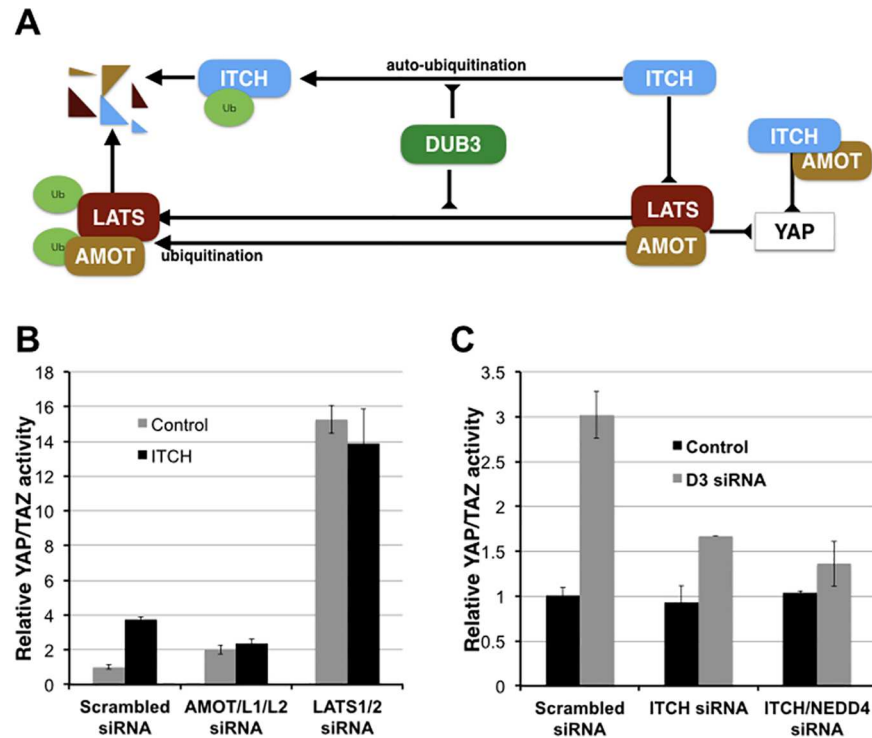 A
ITCH
Ub
auto-ubiquitination
ITCH
DUB3
ITCH
AMOT
Ub
LATS
Ub
AMOT
ubiquitination
LATS
AMOT
YAP
B
Relative YAP/TAZ activity
18
16
14
12
10
8
6
4
2
0
Control
ITCH
Scrambled
siRNA
AMOT/L1/L2
siRNA
LATS1/2
siRNA
C
Relative YAP/TAZ activity
3.5
3
2.5
2
1.5
1
0.5
0
Control
D3 siRNA
Scrambled
siRNA
ITCH siRNA
ITCH/NEDD4
siRNA